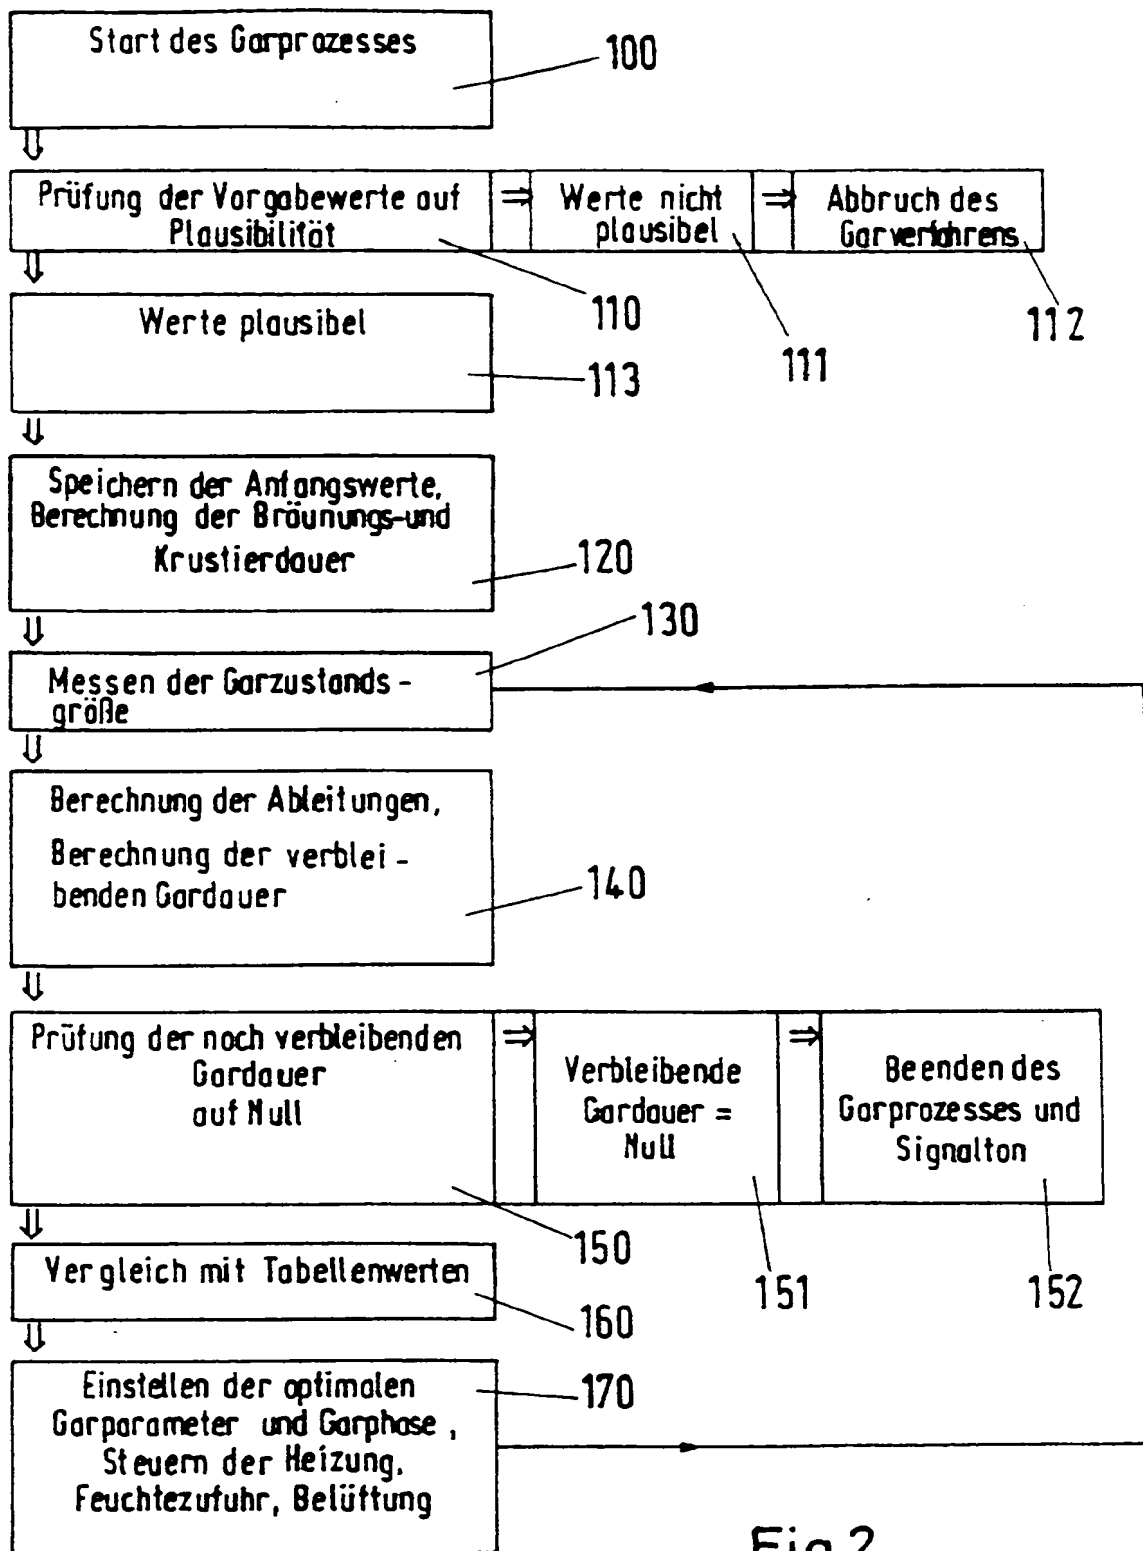 Start des Garprozesses
100
Prüfung der Vorgabewerte auf
Plausibilität
110
Werte nicht
plausibel
111
Abbruch des
Garverfahrens
112
Werte plausibel
113
Speichern der Anfangswerte,
Berechnung der Bräunungs-und
Krustierdauer
120
130
Messen der Garzustands-
größe
Berechnung der Ableitungen,
Berechnung der verblei-
benden Gardauer
140
Prüfung der noch verbleibenden
Gardauer
auf Null
150
Verbleibende
Gardauer =
Null
151
Beenden des
Garprozesses und
Signalton
152
Vergleich mit Tabellenwerten
160
Einstellen der optimalen
Garparameter und Garphase,
Steuern der Heizung,
Feuchtezufuhr, Belüftung
170
Fig.2